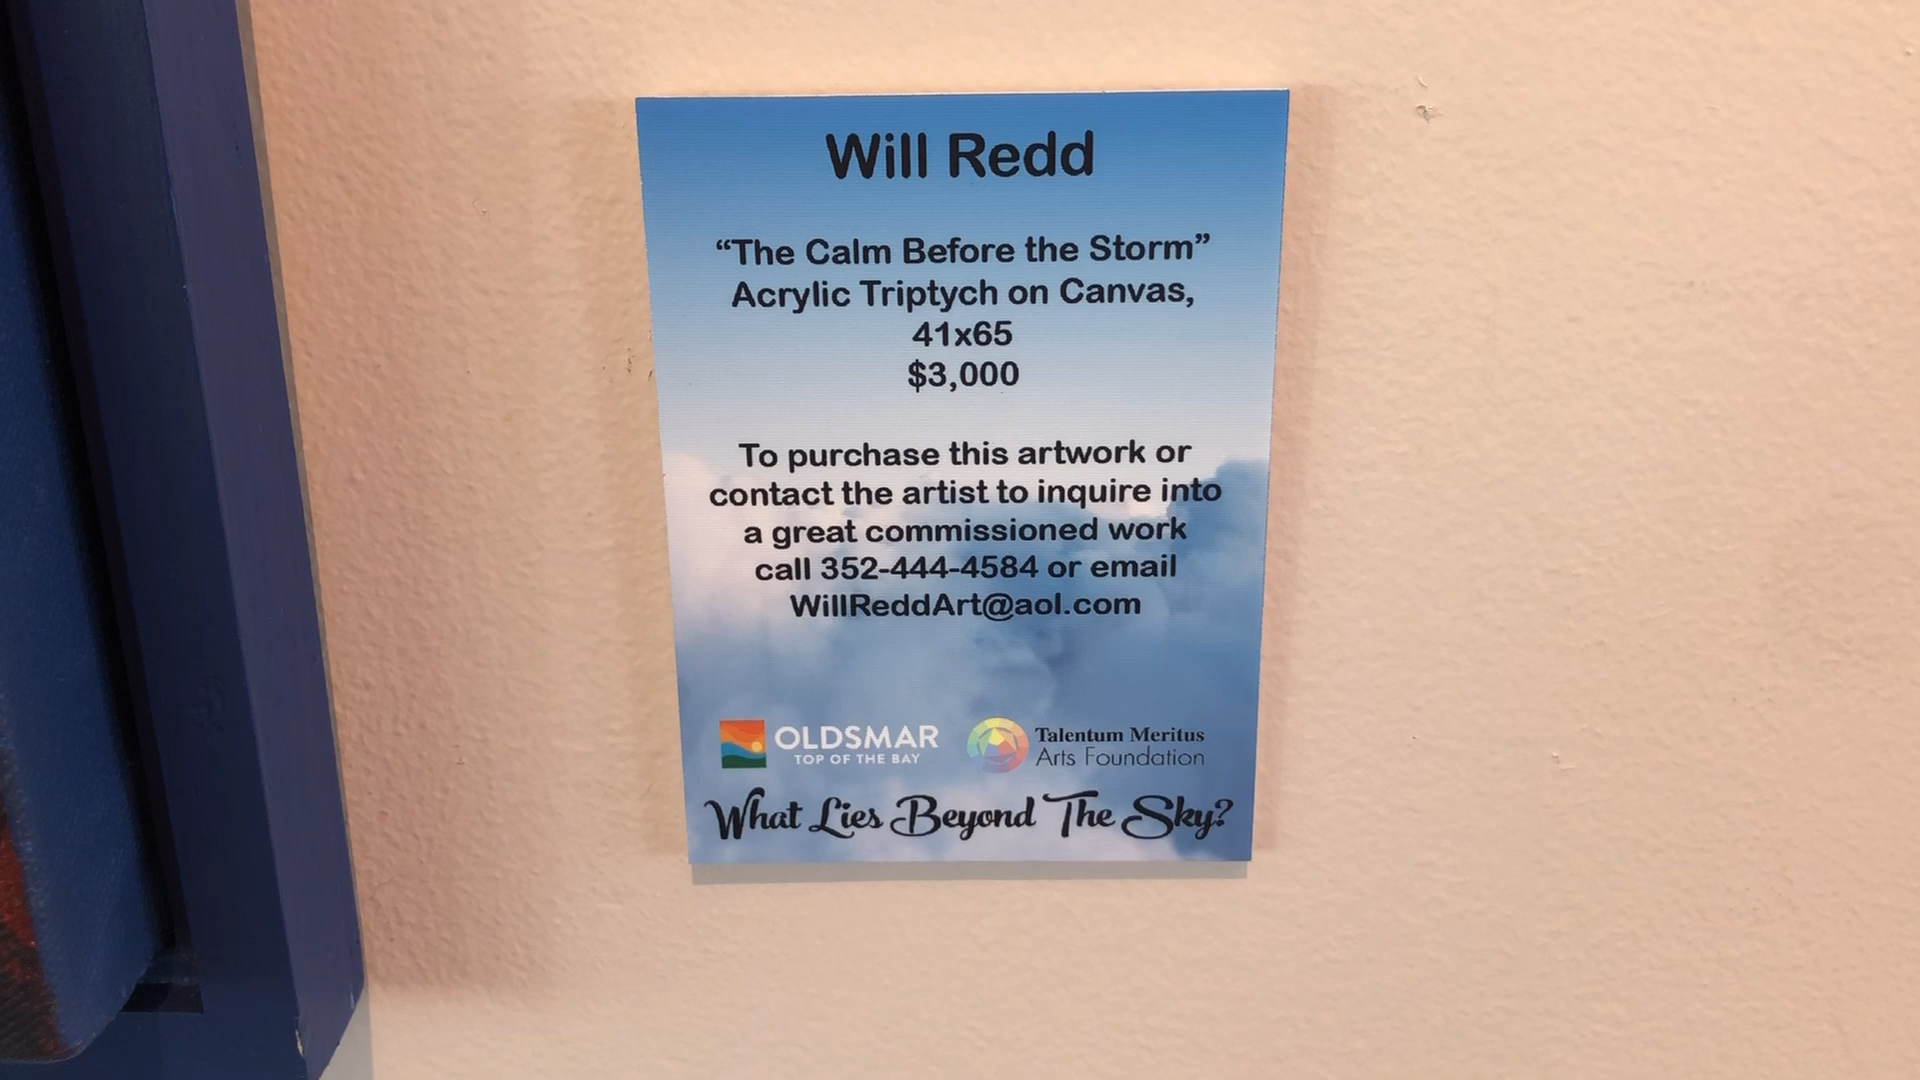 Will Redd
“The Calm Before the Storm”
Acrylic Triptych on Canvas,
41x65
$3,000
To purchase this artwork or
contact the artist to inquire into
a great commissioned work
call 352-444-4584 or email
WillReddArt@aol.com
OLDSMAR
TOP OF THE BAY
Talentum Meritus
Arts Foundation
What Lies Beyond The Sky?